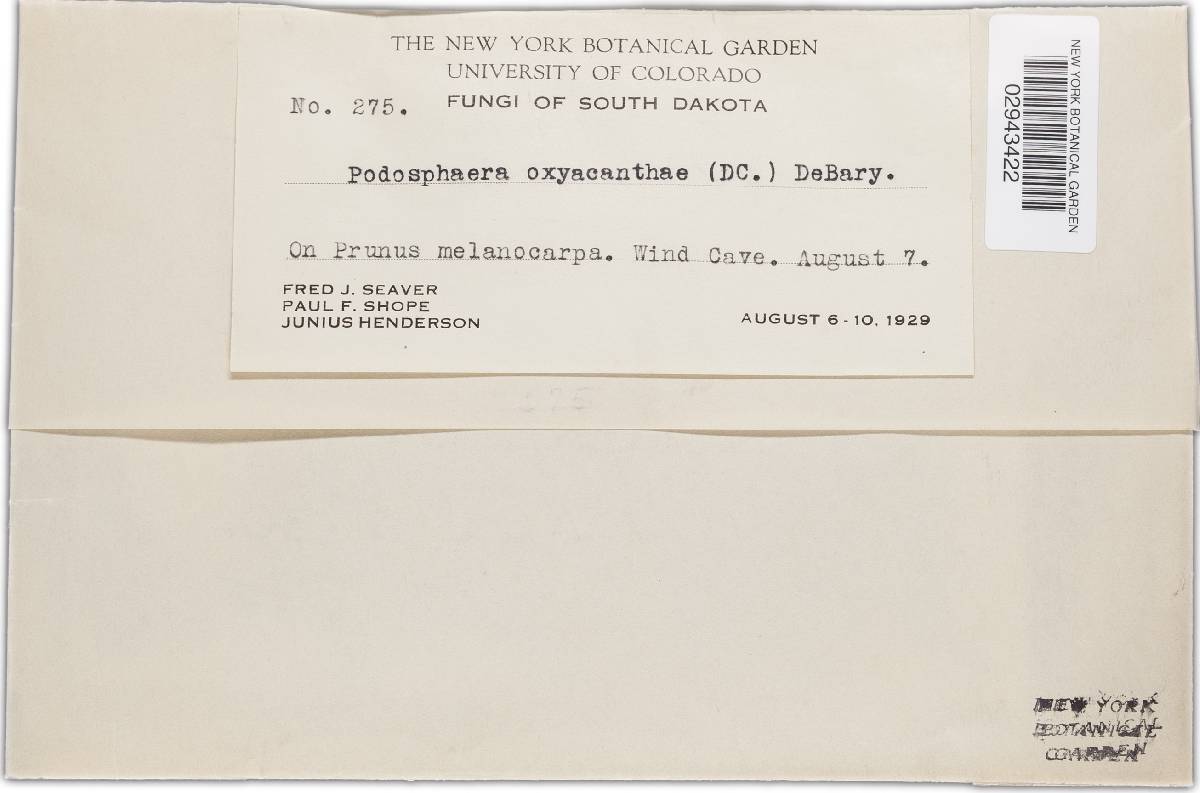 THE NEW YORK BOTANICAL GARDEN
UNIVERSITY OF COLORADO
No. 275. FUNGI OF SOUTH DAKOTA
Podosphaera oxyacanthae (DC.) DeBary.
On Prunus melanocarpa. Wind Cave. August 7.
FRED J. SEAVER
PAUL F. SHOPE
JUNIUS HENDERSON AUGUST 6-10, 1929
NEW YORK BOTANICAL GARDEN
02943422
275
NEW YORK
BOTANICAL
GARDEN